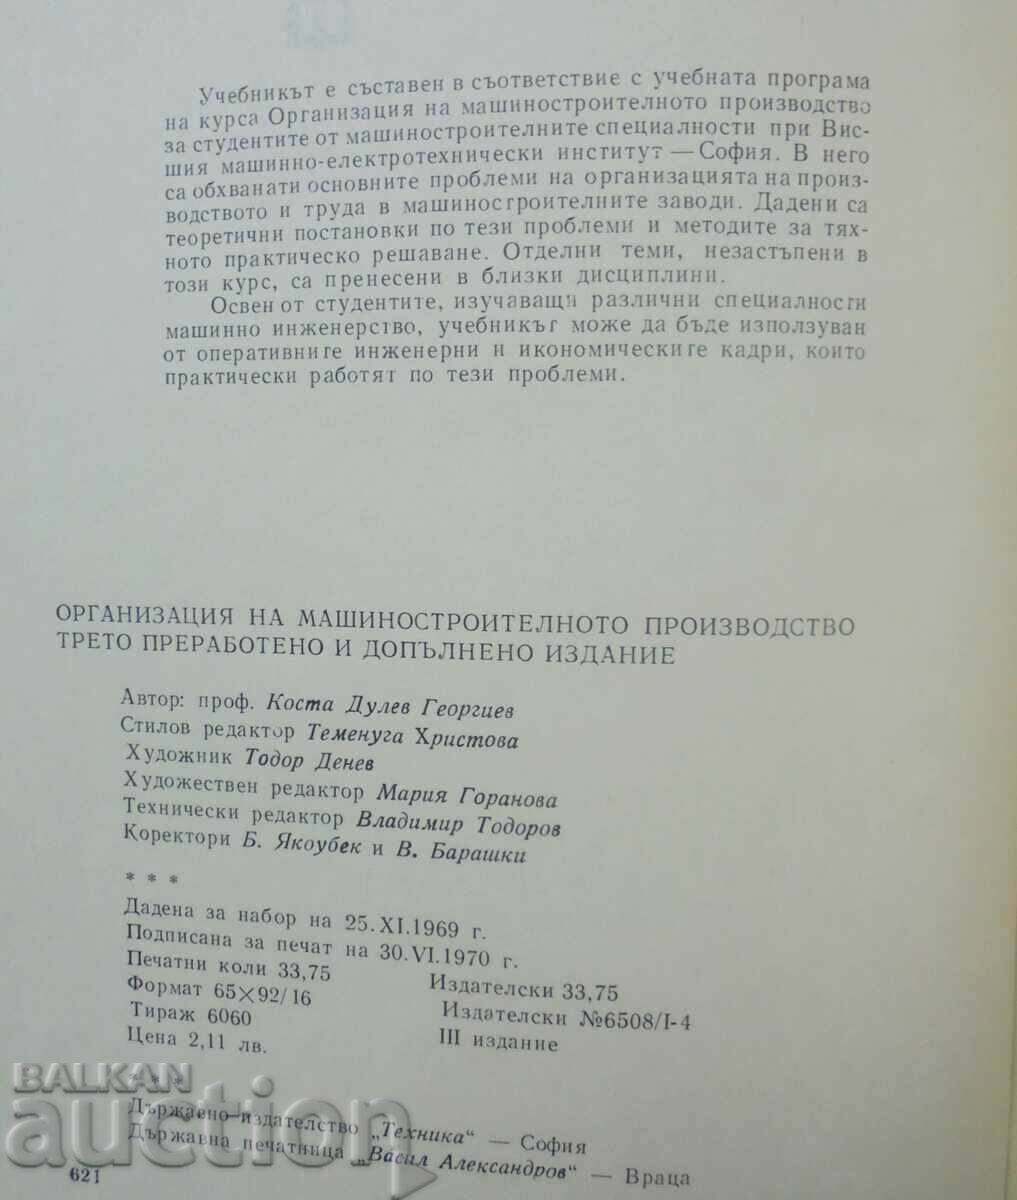 Учебникът е съставен в съответствие с учебната програма
на курса Организация на машиностроителното производство
за студентите от машиностроителните специалности при Вис-
шия машинно-електротехнически институт — София. В него
са обхванати основните проблеми на организацията на произ-
водството и труда в машиностроителните заводи. Дадени са
теоретични постановки по тези проблеми и методите за тях-
ното практическо решаване. Отделни теми, незастъпени в
този курс, са пренесени в близки дисциплини.
Освен от студентите, изучаващи различни специалности
машинно инженерство, учебникът може да бъде използуван
от оперативните инженерни и икономическите кадри, които
практически работят по тези проблеми.
ОРГАНИЗАЦИЯ НА МАШИНОСТРОИТЕЛНОТО ПРОИЗВОДСТВО
ТРЕТО ПРЕРАБОТЕНО И ДОПЪЛНЕНО ИЗДАНИЕ
Автор: проф. Коста Дулев Георгиев
Стилов редактор Теменуга Христова
Художник Тодор Денев
Художествен редактор Мария Горанова
Технически редактор Владимир Тодоров
Коректори Б. Якоубек и В. Барашки
* * *
Дадена за набор на 25.XI.1969 г.
Подписана за печат на 30.VI.1970 г.
Печатни коли 33,75 Издателски 33,75
Формат 65×92/16 Издателски №6508/I-4
Тираж 6060 III издание
Цена 2,11 лв.
* * *
Държавно издателство „Техника“ — София
Държавна печатница „Васил Александров“ — Враца
621
BALKAN
auction